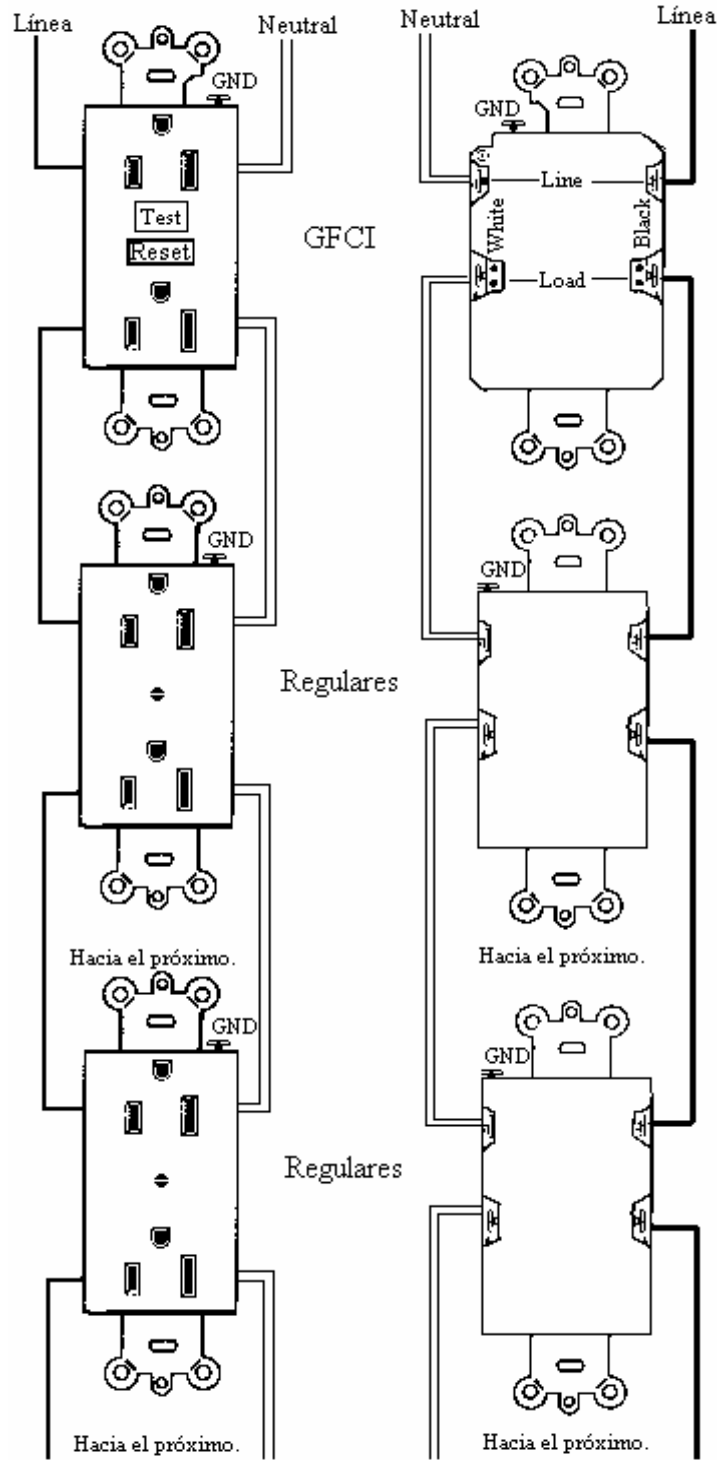 Línea
Neutral
Neutral
Línea
GND
GND
Line
White
Black
Test
Reset
GFCI
Load
GND
GND
Regulares
Hacia el próximo.
Hacia el próximo.
GND
GND
Regulares
Hacia el próximo.
Hacia el próximo.